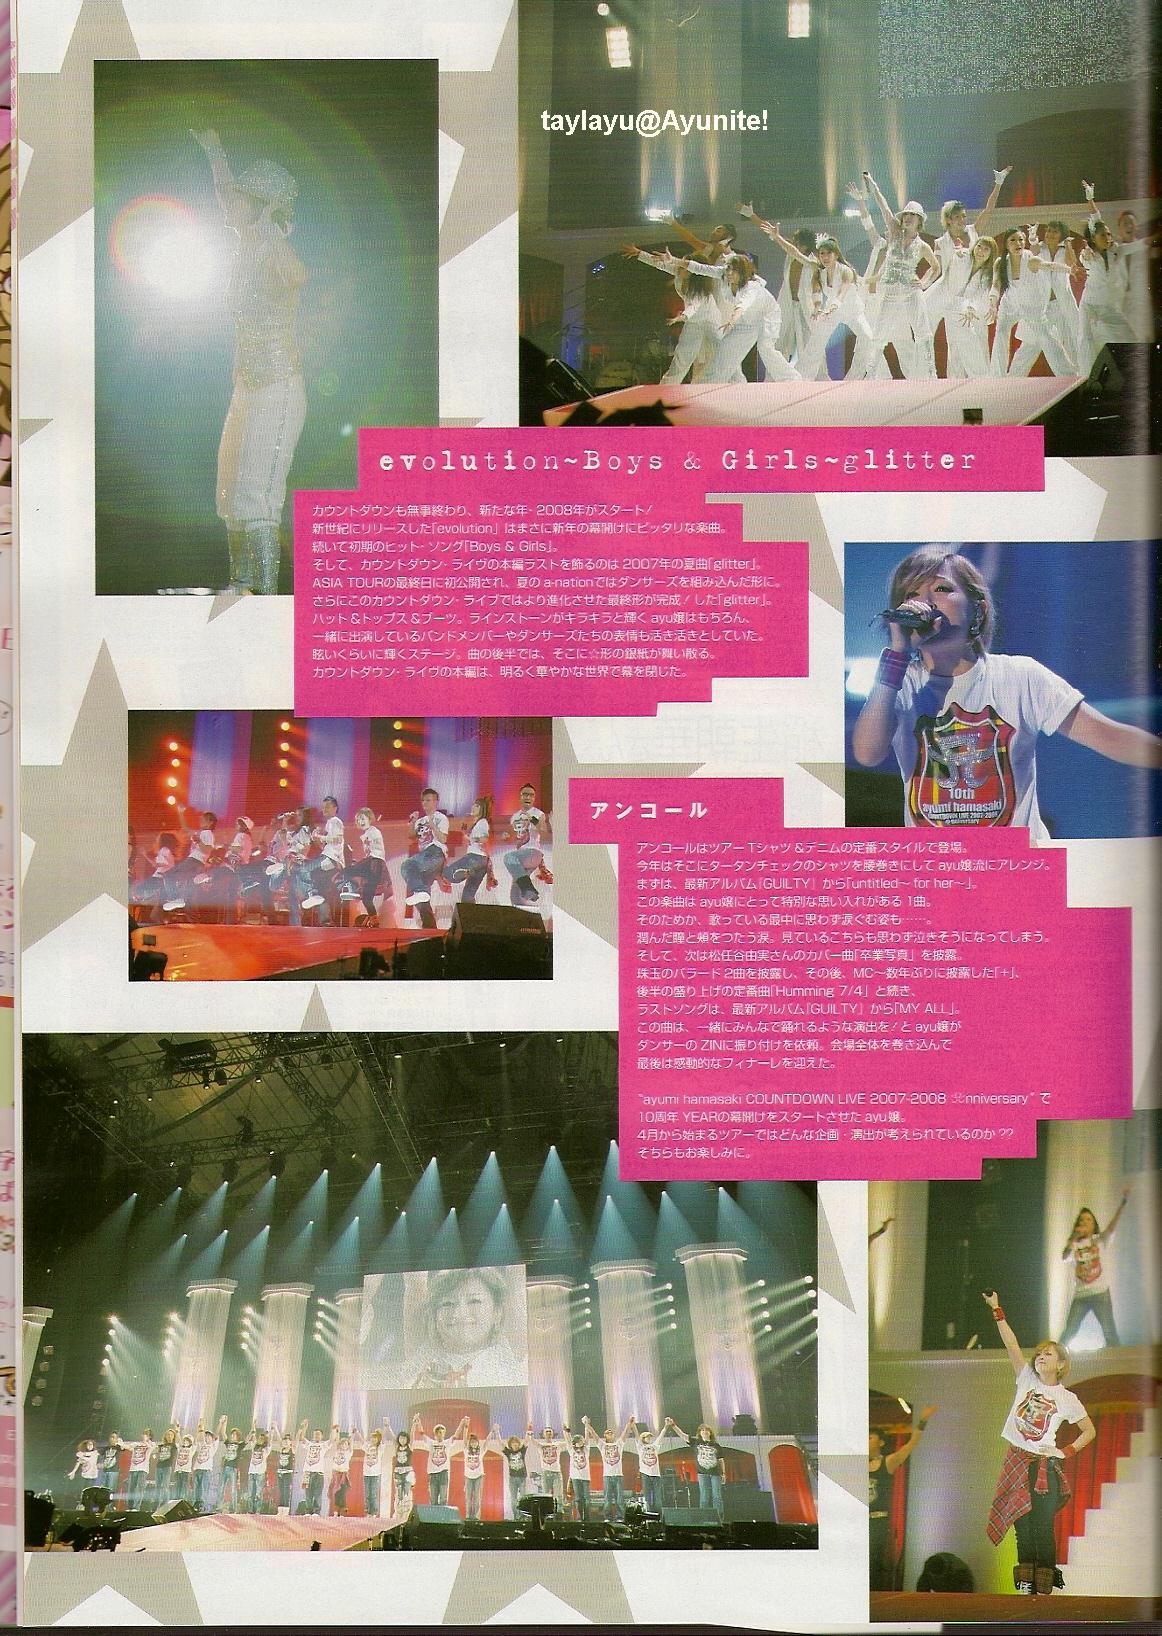 taylayu@Ayunite!
evolution~Boys & Girls~glitter
カウントダウンも無事終わり、新たな年・2008年がスタート!
新世紀にリリースした「evolution」はまさに新年の幕開けにピッタリな楽曲。
続いて初期のヒット・ソング「Boys & Girls」。
そして、カウントダウン・ライヴの本編ラストを飾るのは 2007年の夏曲「glitter」。
ASIA TOURの最終日に初公開され、夏の a-nationではダンサーズを組み込んだ形に。
さらにこのカウントダウン・ライブではより進化させた最終形が完成!した「glitter」。
ハット&トップス&ブーツ。ラインストーンがキラキラと輝く ayu嬢はもちろん、
一緒に出演しているバンドメンバーやダンサーズたちの表情も活き活きとしていた。
眩いくらいに輝くステージ。曲の後半では、そこに☆形の銀紙が舞い散る。
カウントダウン・ライヴの本編は、明るく華やかな世界で幕を閉じた。
10th
ayumi hamasaki
COUNTDOWN LIVE 2007-2008
アンコール
アンコールはツアーTシャツ&デニムの定番スタイルで登場。
今年はそこにタータンチェックのシャツを腰巻きにして ayu嬢流にアレンジ。
まずは、最新アルバム『GUILTY』から「untitled~ for her~」。
この楽曲は ayu嬢にとって特別な思い入れがある 1曲。
そのためか、歌っている最中に思わず涙ぐむ姿も……。
潤んだ瞳と頬をつたう涙。見ているこちらも思わず泣きそうになってしまう。
そして、次は松任谷由実さんのカバー曲「卒業写真」を披露。
珠玉のバラード 2曲を披露し、その後、MC~数年ぶりに披露した「+」、
後半の盛り上げの定番曲「Humming 7/4」と続き、
ラストソングは、最新アルバム『GUILTY』から「MY ALL」。
この曲は、一緒にみんなで踊れるような演出を!と ayu嬢が
ダンサーの ZINに振り付けを依頼。会場全体を巻き込んで
最後は感動的なフィナーレを迎えた。
"ayumi hamasaki COUNTDOWN LIVE 2007-2008 Anniversary" で
10周年 YEARの幕開けをスタートさせた ayu嬢。
4月から始まるツアーではどんな企画・演出が考えられているのか??
そちらもお楽しみに。